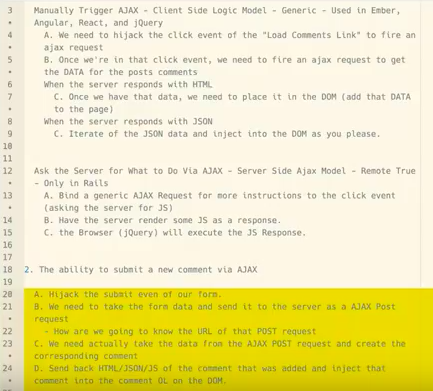 3 Manually Trigger AJAX - Client Side Logic Model - Generic - Used in Ember,
• Angular, React, and jQuery
4 A. We need to hijack the click event of the "Load Comments Link" to fire an
• ajax request
5 B. Once we're in that click event, we need to fire an ajax request to get
• the DATA for the posts comments
6 When the server responds with HTML
7 C. Once we have that data, we need to place it in the DOM (add that DATA
• to the page)
8 When the server responds with JSON
9 C. Iterate of the JSON data and inject into the DOM as you please.
10
11
12 Ask the Server for What to Do Via AJAX - Server Side Ajax Model - Remote True
• - Only in Rails
13 A. Bind a generic AJAX Request for more instructions to the click event
• (asking the server for JS)
14 B. Have the server render some JS as a response.
15 C. the Browser (jQuery) will execute the JS Response.
16
17
18 2. The ability to submit a new comment via AJAX
19
20 A. Hijack the submit even of our form.
21 B. We need to take the form data and send it to the server as a AJAX Post
• request
22 - How are we going to know the URL of that POST request
23 C. We need actually take the data from the AJAX POST request and create the
• corresponding comment
24 D. Send back HTML/JSON/JS of the comment that was added and inject that
• comment into the comment OL on the DOM.